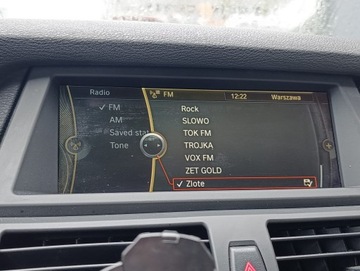 Radio
FM 12:22 Warszawa
✓ FM
AM
Saved stat
Tone
Rock
SLOWO
TOK FM
TROJKA
VOX FM
ZET GOLD
✓ Zlote